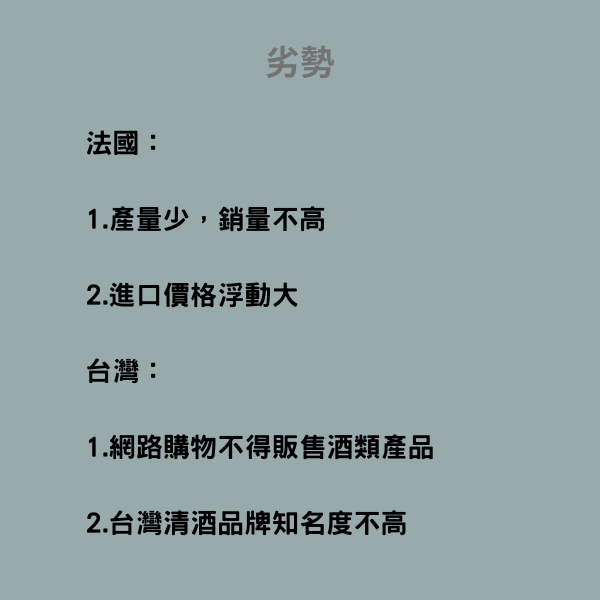 劣勢
法國：
1.產量少，銷量不高
2.進口價格浮動大
台灣：
1.網路購物不得販售酒類產品
2.台灣清酒品牌知名度不高